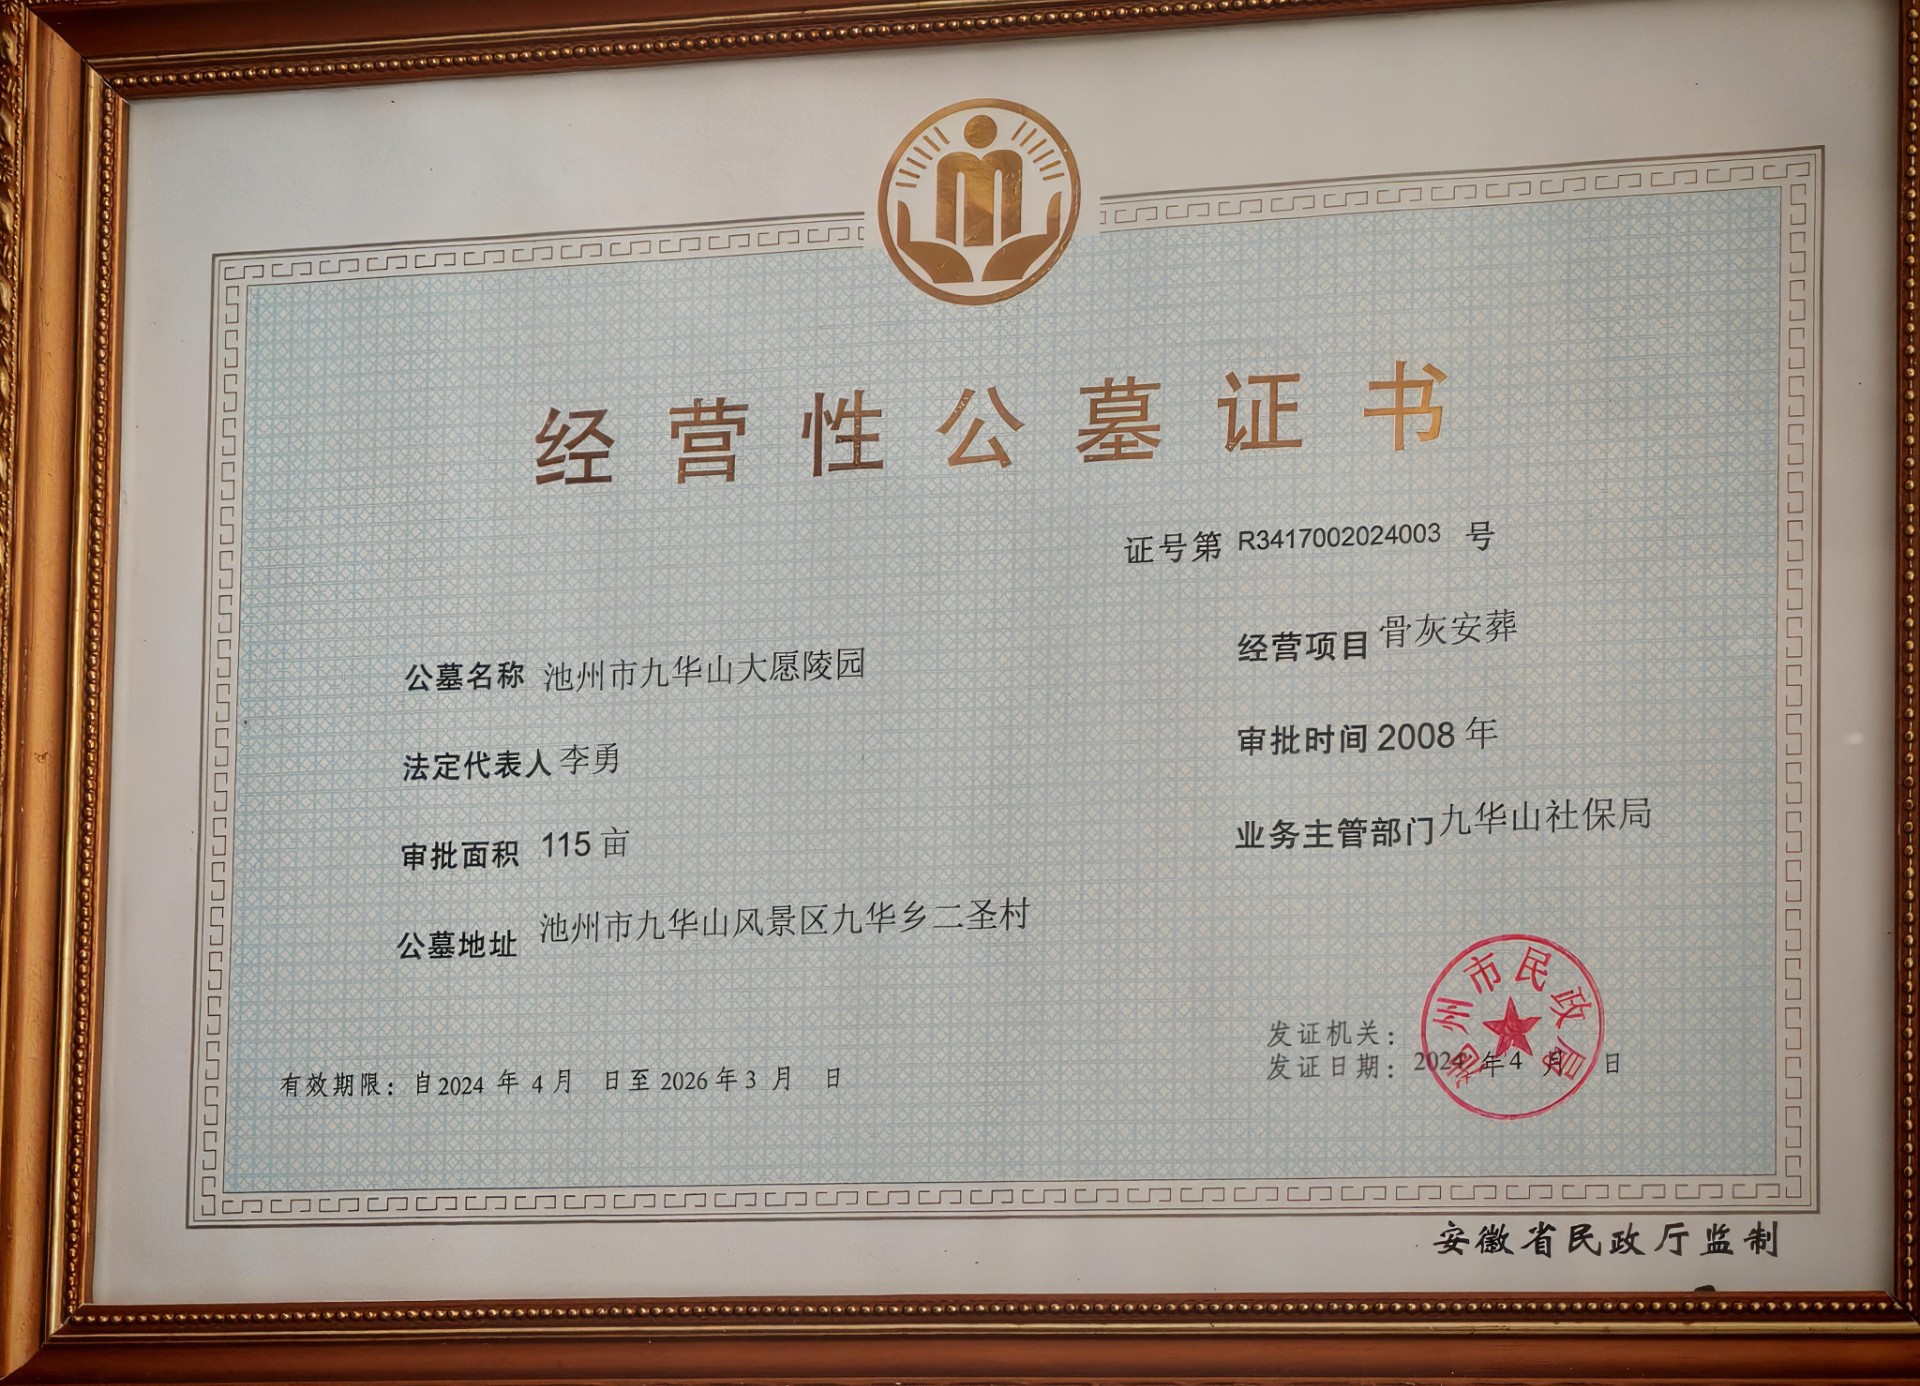 经营性公墓证书
证号第 R3417002024003 号
公墓名称 池州市九华山大愿陵园
经营项目 骨灰安葬
法定代表人 李勇
审批时间 2008 年
审批面积 115 亩
业务主管部门 九华山社保局
公墓地址 池州市九华山风景区九华乡二圣村
发证机关：
池州市民政局
发证日期：2024 年 4 月 日
有效期限：自 2024 年 4 月 日至 2026 年 3 月 日
安徽省民政厅监制